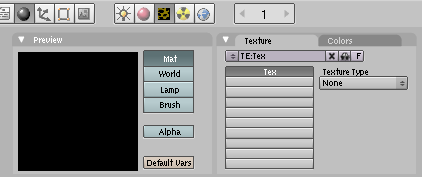 1
Preview
Mat
World
Lamp
Brush
Alpha
Default Vars
Texture
Colors
TE:Tex
F
Tex
Texture Type
None